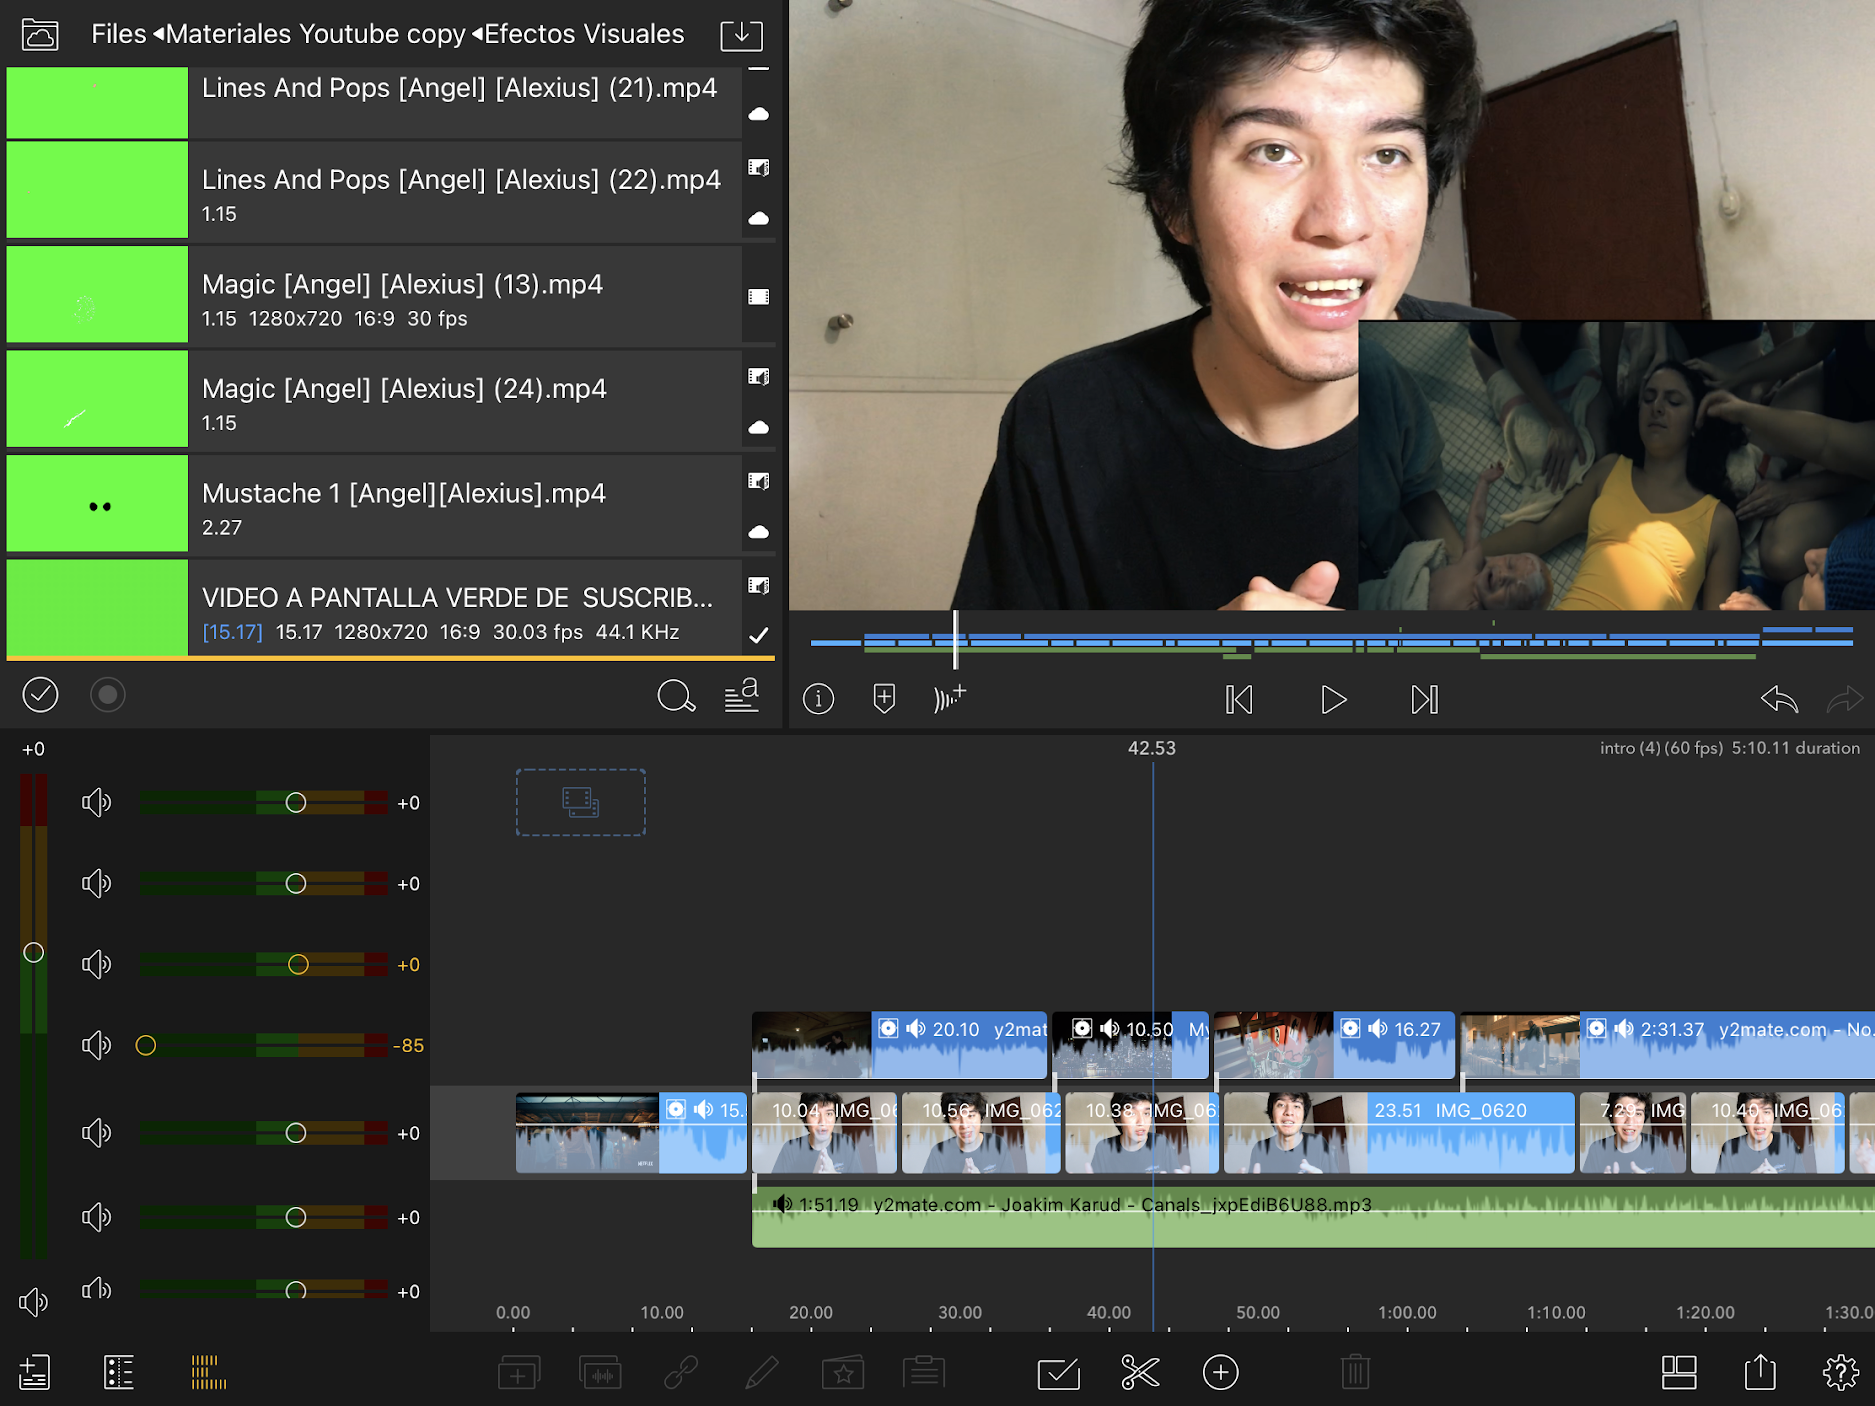 Files ◂Materiales Youtube copy ◂Efectos Visuales
Lines And Pops [Angel] [Alexius] (21).mp4
Lines And Pops [Angel] [Alexius] (22).mp4
1.15
Magic [Angel] [Alexius] (13).mp4
1.15 1280x720 16:9 30 fps
Magic [Angel] [Alexius] (24).mp4
1.15
Mustache 1 [Angel][Alexius].mp4
2.27
VIDEO A PANTALLA VERDE DE SUSCRIB...
[15.17] 15.17 1280x720 16:9 30.03 fps 44.1 KHz
a
+0
42.53
intro (4) (60 fps) 5:10.11 duration
+0
+0
+0
-85
+0
+0
+0
20.10 y2mat
10.50 My
16.27
2:31.37 y2mate.com - No.
15.
10.04 IMG_06
10.56 IMG_062
10.38 IMG_06
23.51 IMG_0620
7.29 IMG
10.40 IMG_06
NETFLIX
1:51.19 y2mate.com - Joakim Karud - Canals_jxpEdiB6U88.mp3
0.00 10.00 20.00 30.00 40.00 50.00 1:00.00 1:10.00 1:20.00 1:30.0